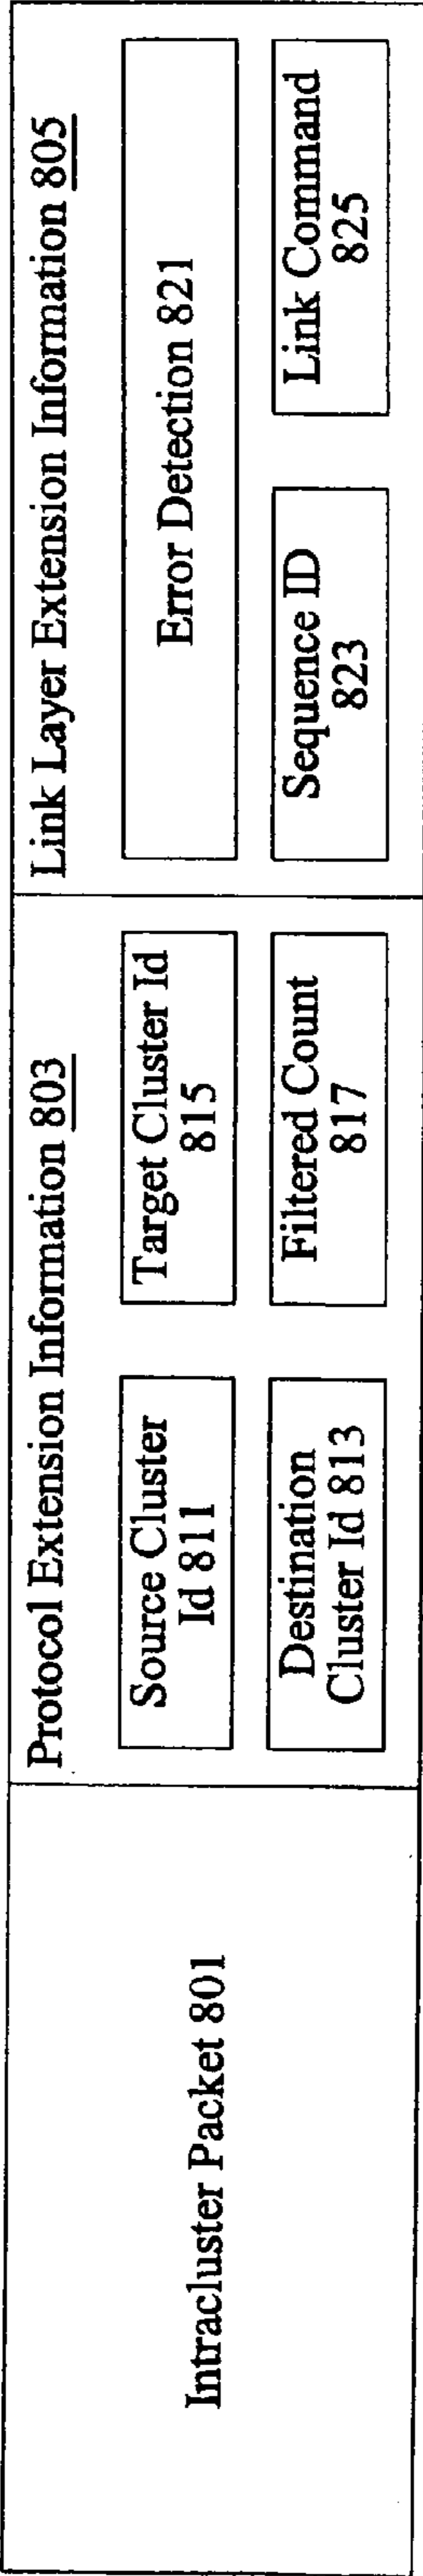 Intracluster Packet 801
Protocol Extension Information 803
Source Cluster
Id 811
Target Cluster Id
815
Destination
Cluster Id 813
Filtered Count
817
Link Layer Extension Information 805
Error Detection 821
Sequence ID
823
Link Command
825